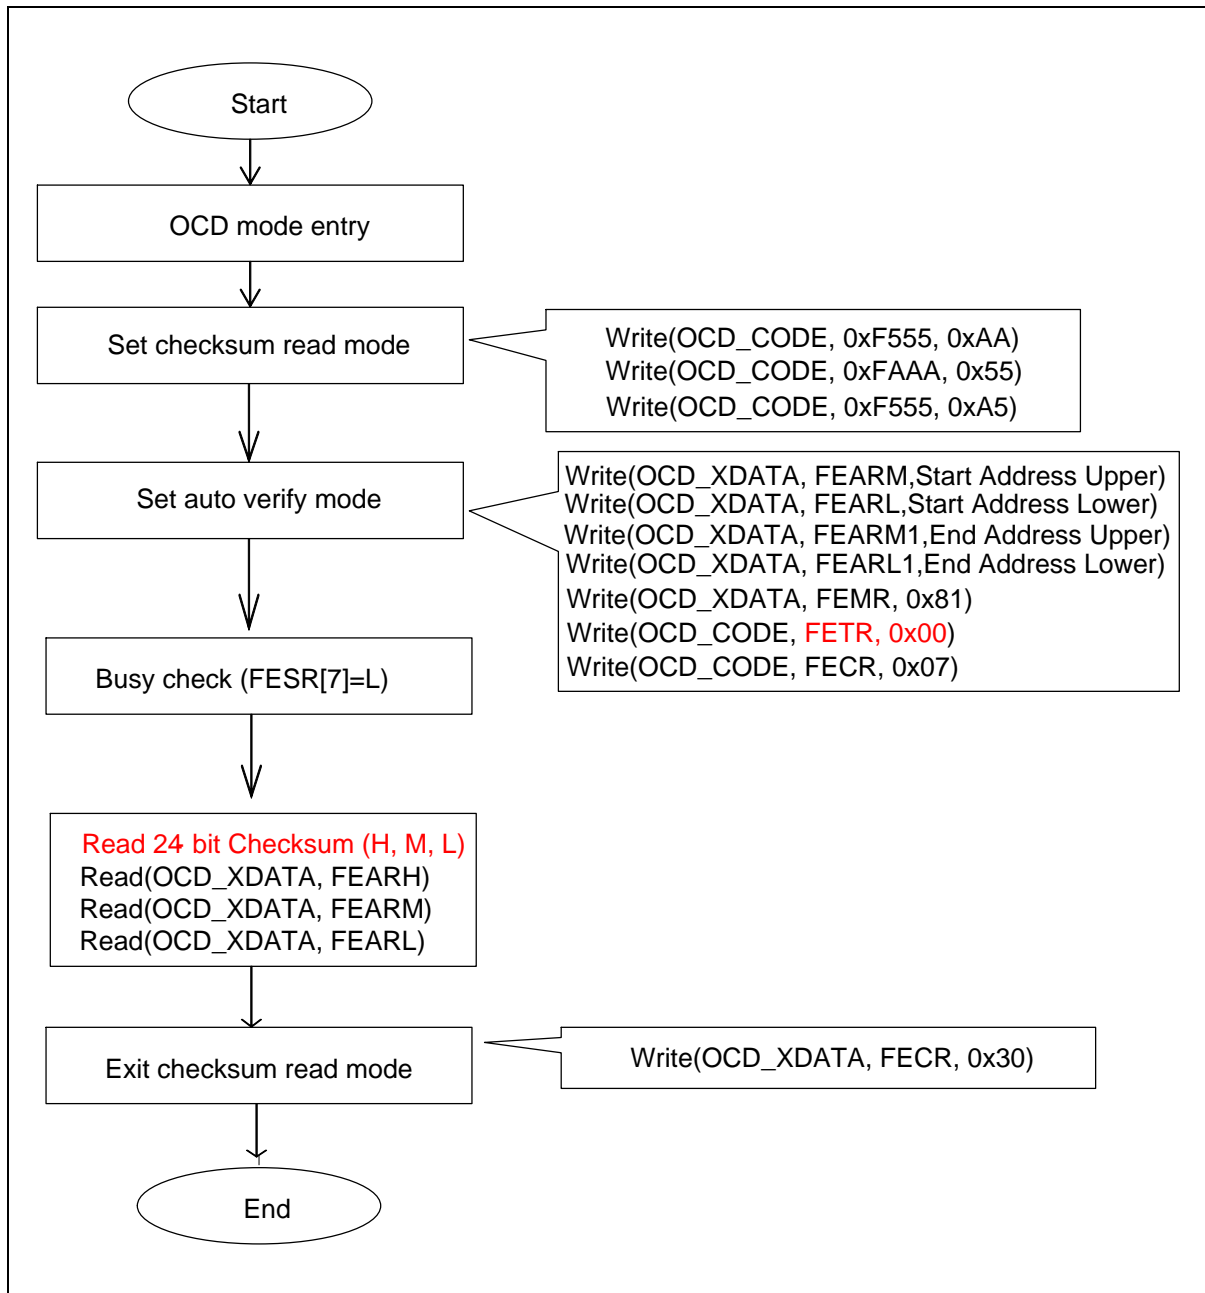 Start
OCD mode entry
Set checksum read mode
Write(OCD_CODE, 0xF555, 0xAA)
Write(OCD_CODE, 0xFAAA, 0x55)
Write(OCD_CODE, 0xF555, 0xA5)
Set auto verify mode
Write(OCD_XDATA, FEARM,Start Address Upper)
Write(OCD_XDATA, FEARL,Start Address Lower)
Write(OCD_XDATA, FEARM1,End Address Upper)
Write(OCD_XDATA, FEARL1,End Address Lower)
Write(OCD_XDATA, FEMR, 0x81)
Write(OCD_CODE, FETR, 0x00)
Write(OCD_CODE, FECR, 0x07)
Busy check (FESR[7]=L)
Read 24 bit Checksum (H, M, L)
Read(OCD_XDATA, FEARH)
Read(OCD_XDATA, FEARM)
Read(OCD_XDATA, FEARL)
Exit checksum read mode
Write(OCD_XDATA, FECR, 0x30)
End